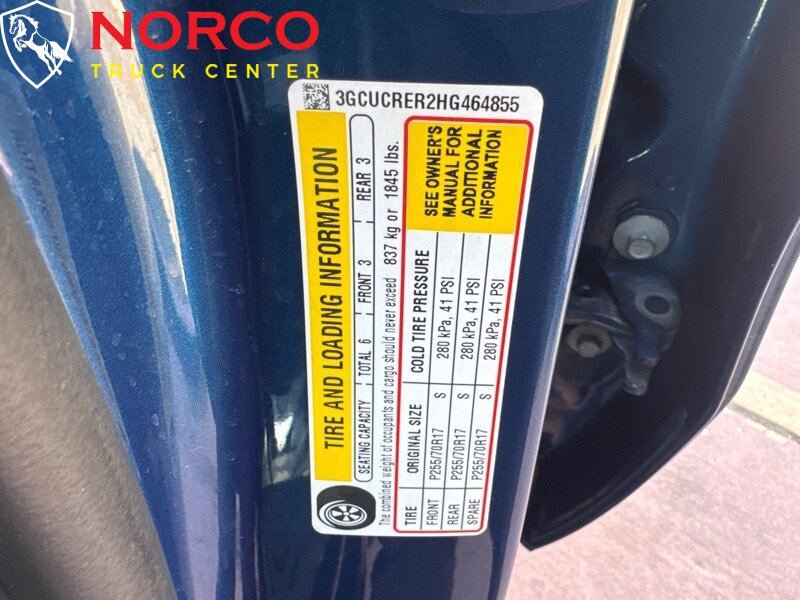 NORCO
TRUCK CENTER
3GCUCRER2HG464855
TIRE AND LOADING INFORMATION
SEATING CAPACITY TOTAL 6 FRONT 3 REAR 3
The combined weight of occupants and cargo should never exceed 837 kg or 1845 lbs.
TIRE ORIGINAL SIZE COLD TIRE PRESSURE
FRONT P255/70R17 S 280 kPa, 41 PSI
REAR P255/70R17 S 280 kPa, 41 PSI
SPARE P255/70R17 S 280 kPa, 41 PSI
SEE OWNER'S
MANUAL FOR
ADDITIONAL
INFORMATION